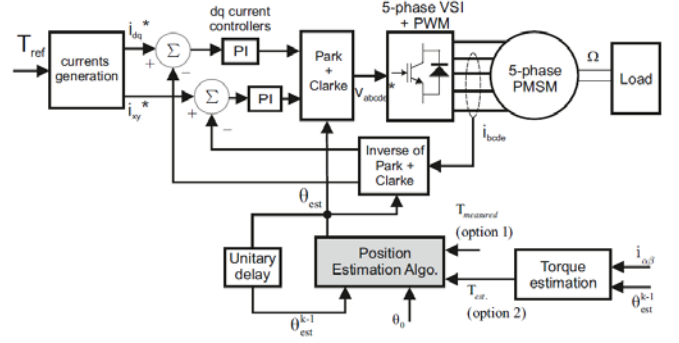 5-phase VSI
+ PWM
dq current
controllers
T_ref
currents
generation
i_dq*
i_xy*
Σ
+
−
PI
Σ
+
−
PI
Park
+
Clarke
V_abcde*
5-phase
PMSM
Ω
Load
i_bcde
Inverse of
Park +
Clarke
θ_est
T_measured
(option 1)
Unitary
delay
Position
Estimation Algo.
T_est.
(option 2)
Torque
estimation
i_αβ
θ_est^k-1
θ_est^k-1
θ_0